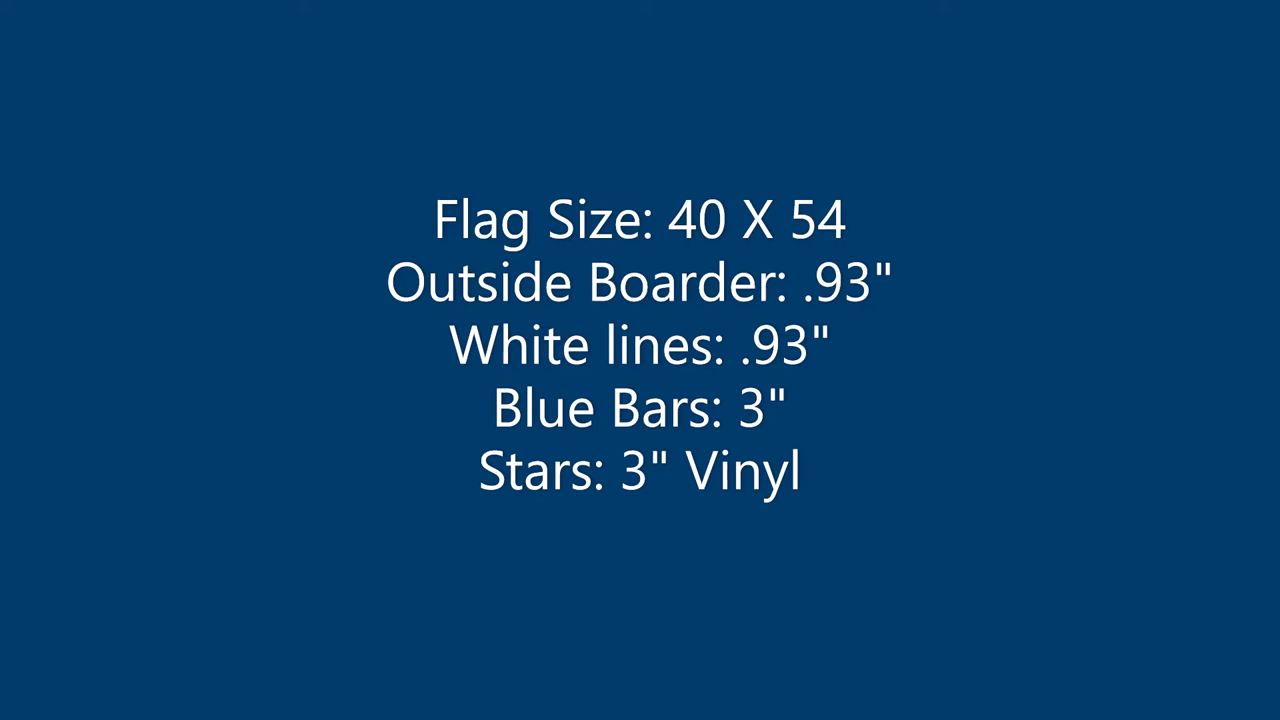 Flag Size: 40 X 54
Outside Boarder: .93"
White lines: .93"
Blue Bars: 3"
Stars: 3" Vinyl